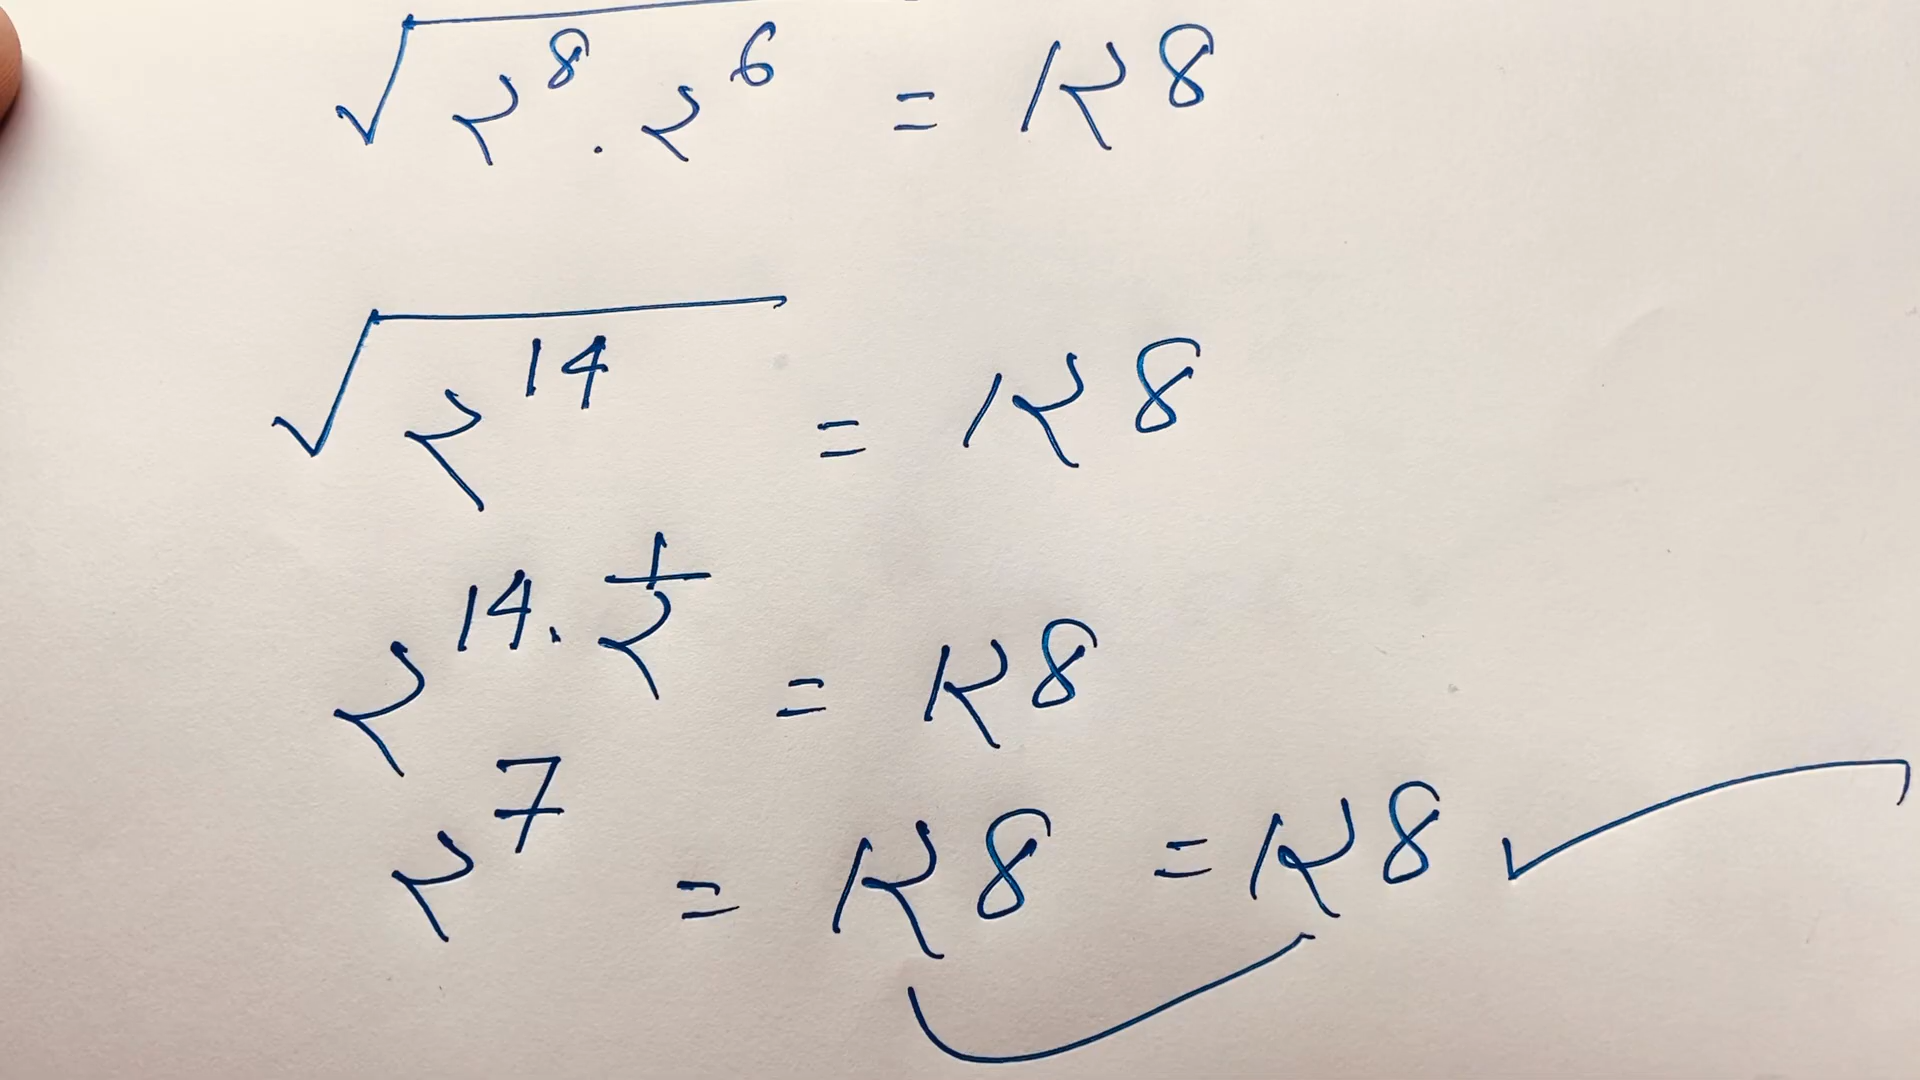 √(2⁸ · 2⁶) = 128
√(2¹⁴) = 128
2^(14 · 1/2) = 128
2⁷ = 128 = 128 ✓